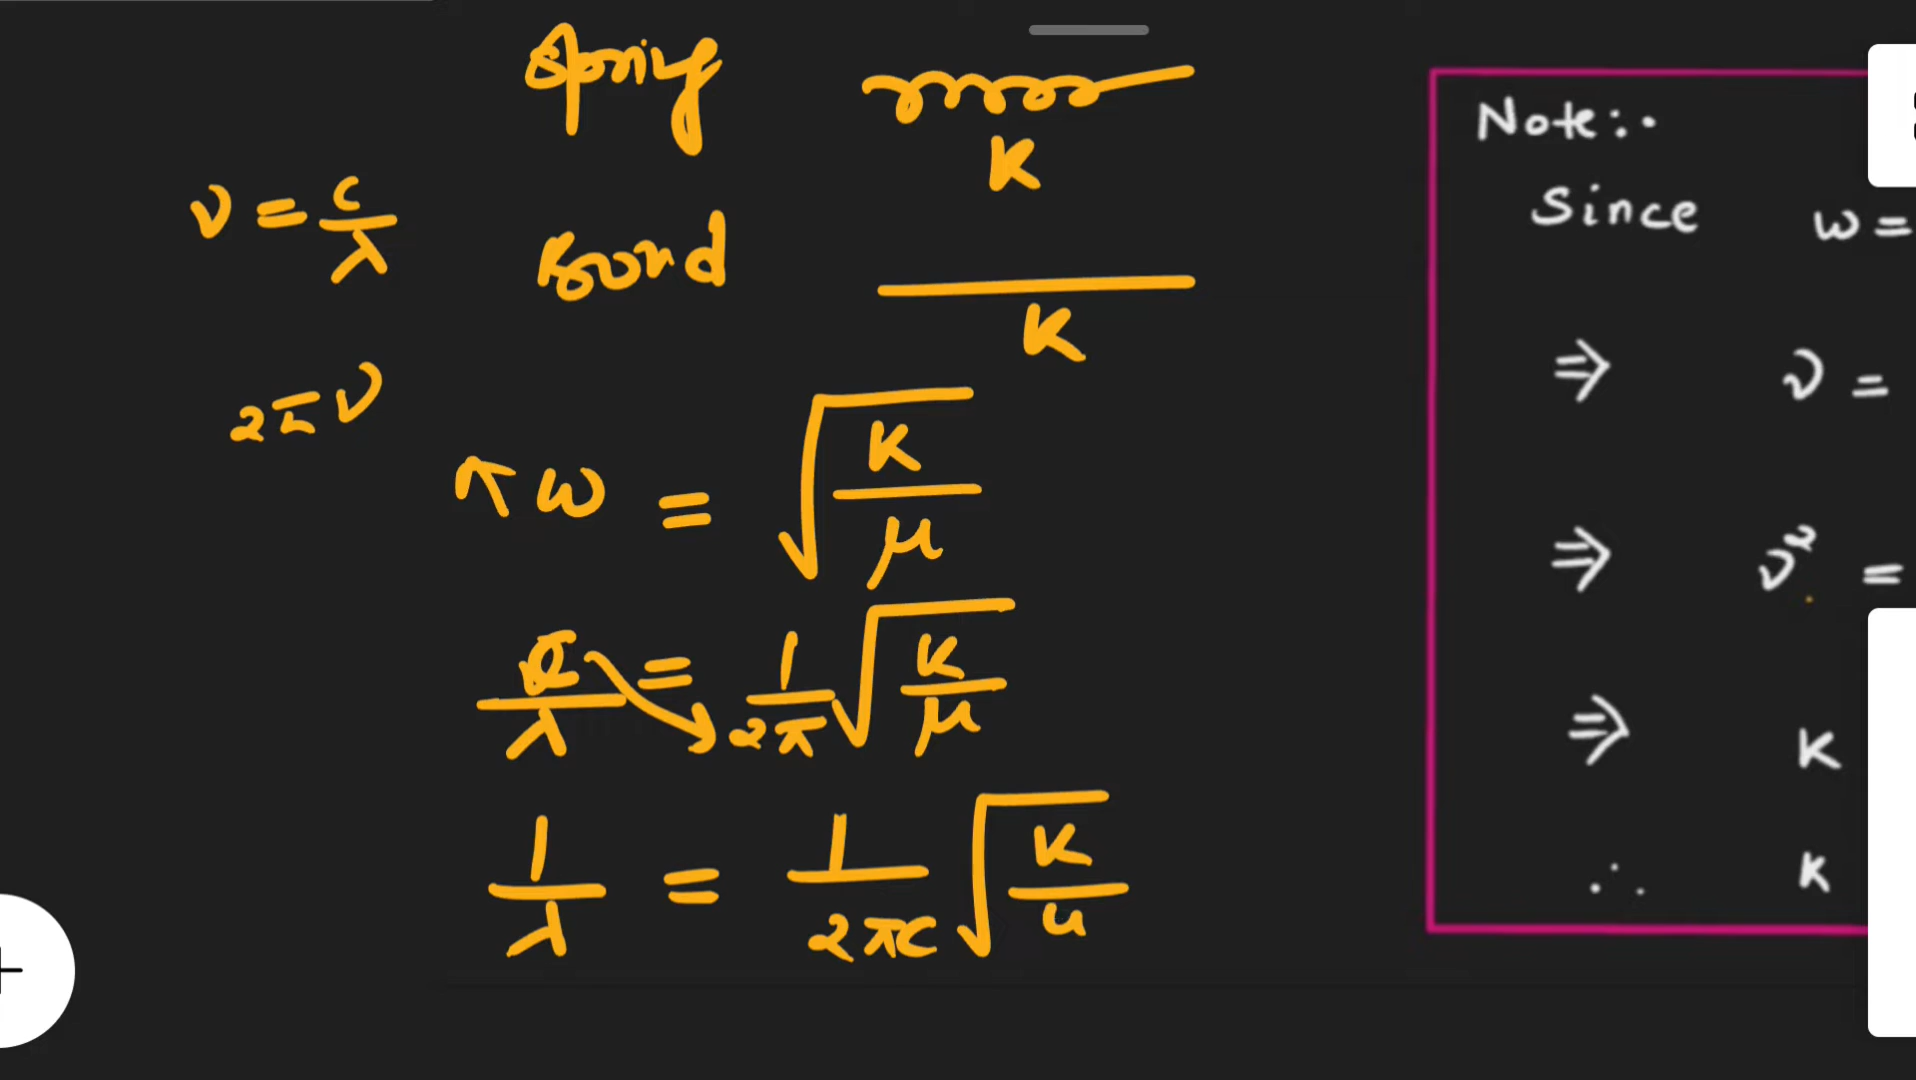 Spring
K
ν = c/λ
Bond
K
2πν
ω = √(K/μ)
c/λ = 1/2π √(K/μ)
1/λ = 1/2πc √(K/u)
Note:.
Since ω =
⇒ ν =
⇒ ν² =
⇒ K
∴ K